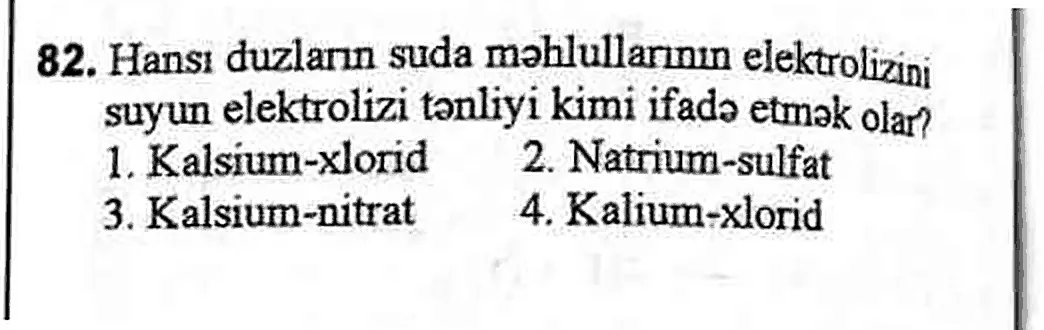 82. Hansı duzların suda məhlullarının elektrolizini
suyun elektrolizi tənliyi kimi ifadə etmək olar?
1. Kalsium-xlorid 2. Natrium-sulfat
3. Kalsium-nitrat 4. Kalium-xlorid